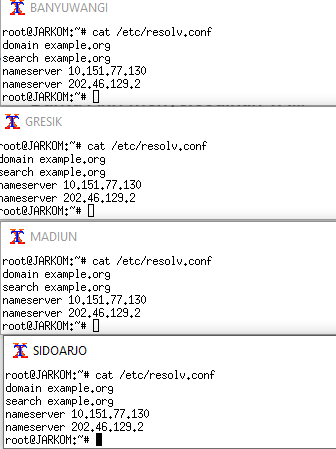 BANYUWANGI
root@JARKOM:~# cat /etc/resolv.conf
domain example.org
search example.org
nameserver 10.151.77.130
nameserver 202.46.129.2
root@JARKOM:~#
GRESIK
root@JARKOM:~# cat /etc/resolv.conf
domain example.org
search example.org
nameserver 10.151.77.130
nameserver 202.46.129.2
root@JARKOM:~#
MADIUN
root@JARKOM:~# cat /etc/resolv.conf
domain example.org
search example.org
nameserver 10.151.77.130
nameserver 202.46.129.2
root@JARKOM:~#
SIDOARJO
root@JARKOM:~# cat /etc/resolv.conf
domain example.org
search example.org
nameserver 10.151.77.130
nameserver 202.46.129.2
root@JARKOM:~#